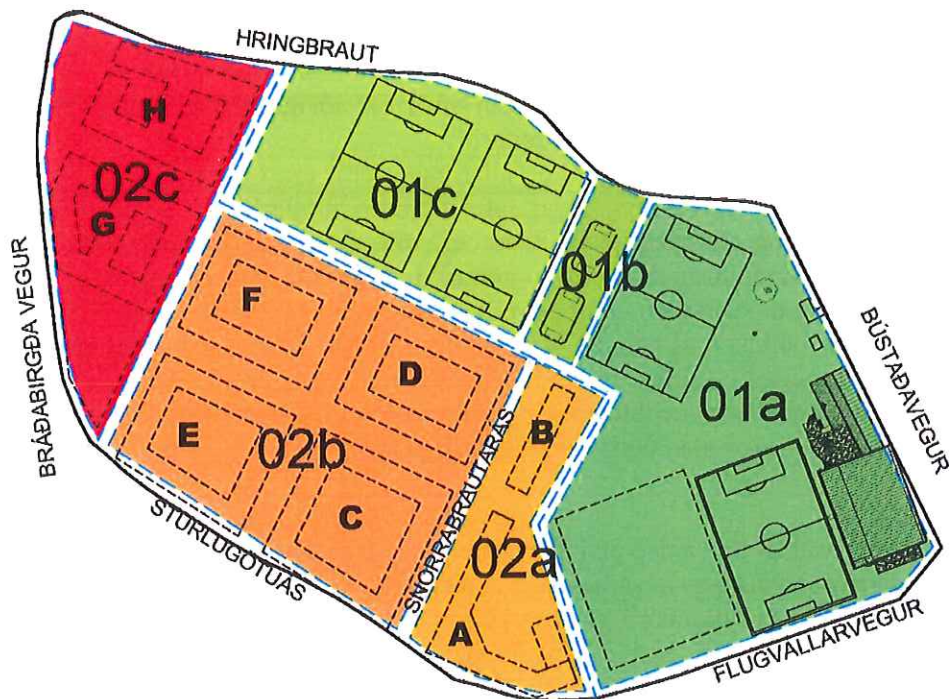 HRINGBRAUT
H
02c
01c
G
01b
BRÁÐABIRGÐA VEGUR
F
BÚSTAÐAVEGUR
D
01a
E
02b
B
SNORRABRAUTARÁS
C
STURLUGÖTUÁS
02a
A
FLUGVALLARVEGUR